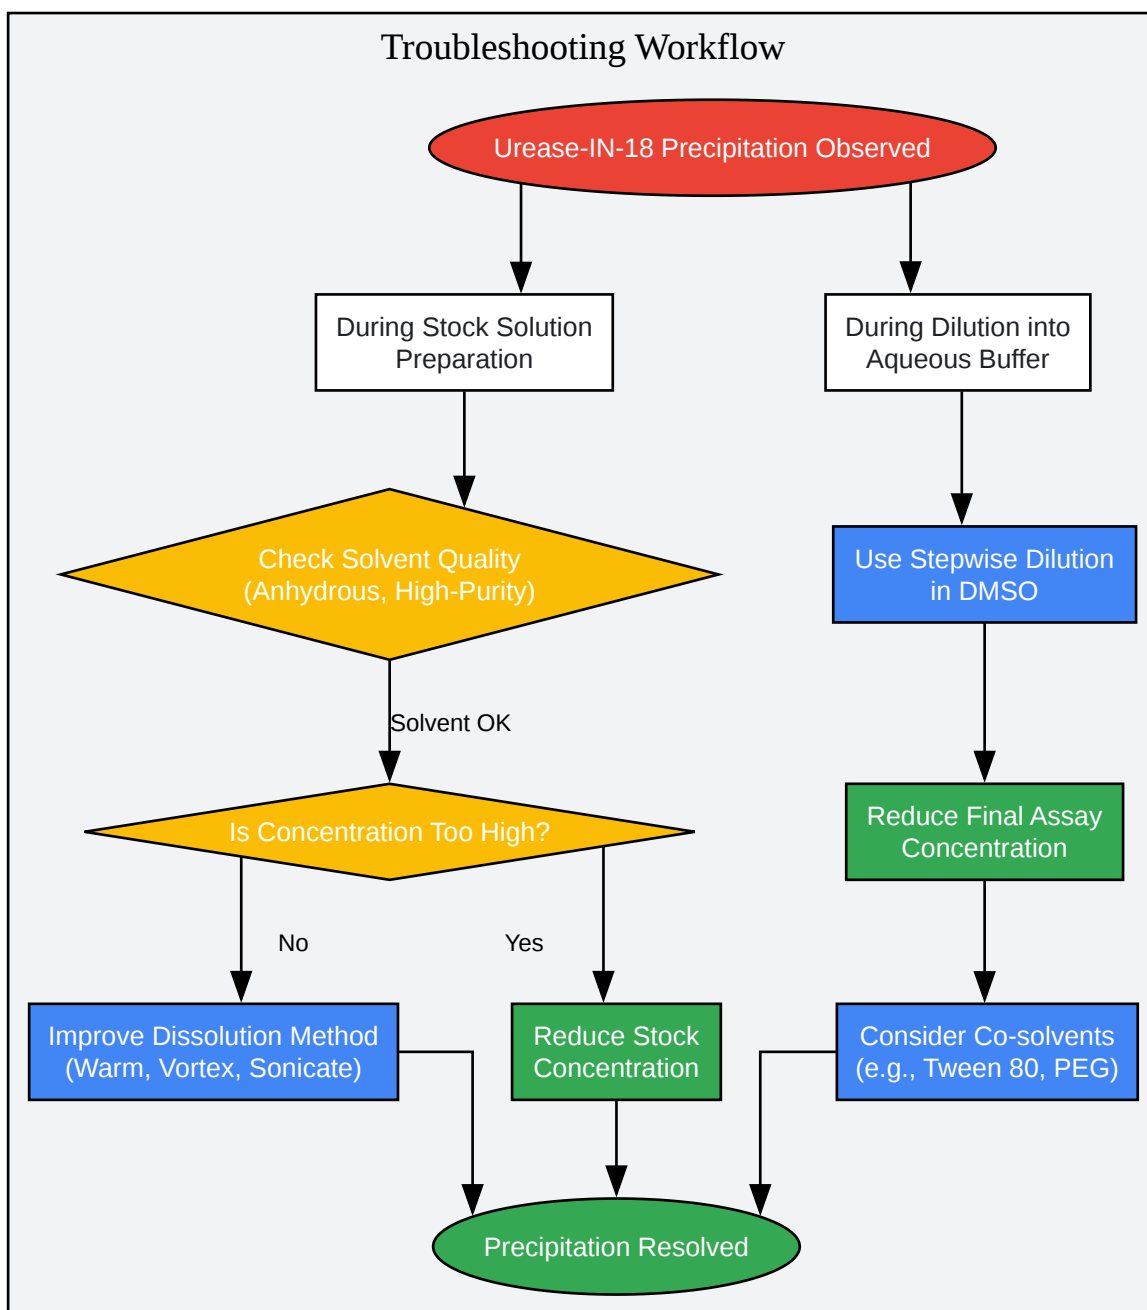 Troubleshooting Workflow
Urease-IN-18 Precipitation Observed
During Stock Solution
Preparation
During Dilution into
Aqueous Buffer
Check Solvent Quality
(Anhydrous, High-Purity)
Use Stepwise Dilution
in DMSO
Solvent OK
Is Concentration Too High?
Reduce Final Assay
Concentration
No
Yes
Improve Dissolution Method
(Warm, Vortex, Sonicate)
Reduce Stock
Concentration
Consider Co-solvents
(e.g., Tween 80, PEG)
Precipitation Resolved